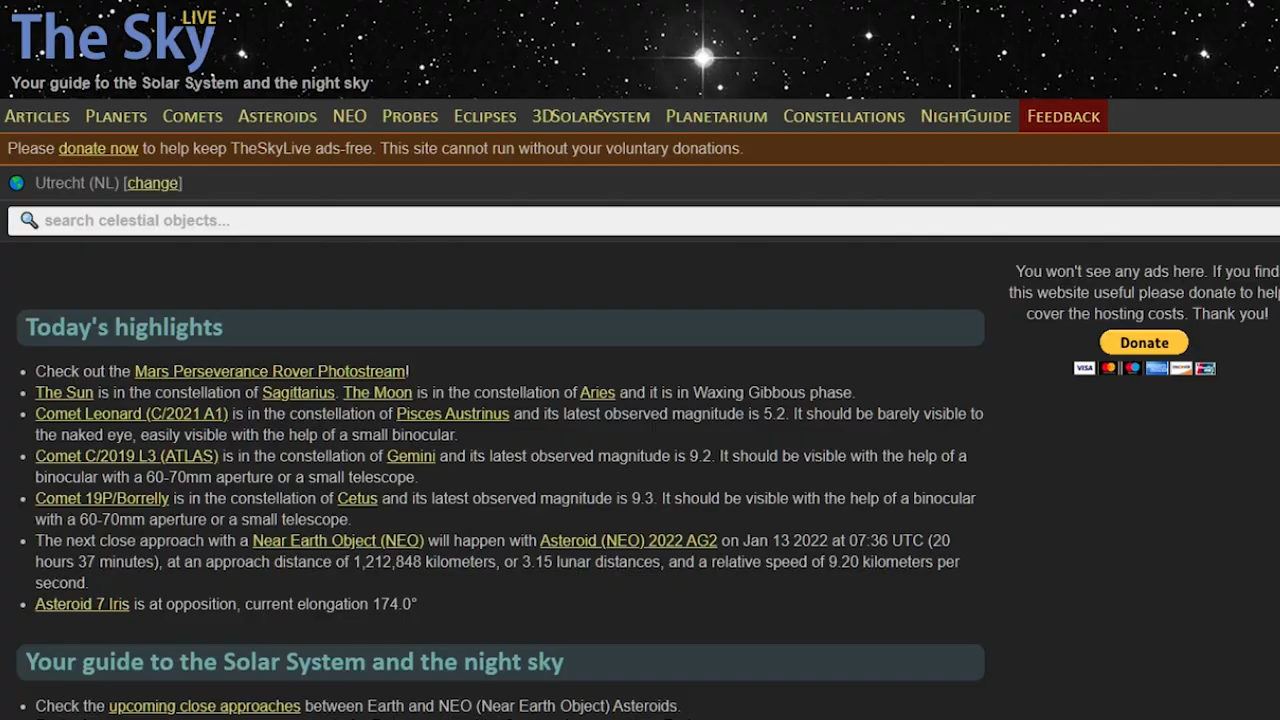 The Sky LIVE
Your guide to the Solar System and the night sky
ARTICLES PLANETS COMETS ASTEROIDS NEO PROBES ECLIPSES 3DSOLARSYSTEM PLANETARIUM CONSTELLATIONS NIGHTGUIDE FEEDBACK
Please donate now to help keep TheSkyLive ads-free. This site cannot run without your voluntary donations.
Utrecht (NL) [change]
search celestial objects...
You won't see any ads here. If you find
this website useful please donate to help
cover the hosting costs. Thank you!
Donate
VISA DISCOVER
Today's highlights
• Check out the Mars Perseverance Rover Photostream!
• The Sun is in the constellation of Sagittarius. The Moon is in the constellation of Aries and it is in Waxing Gibbous phase.
• Comet Leonard (C/2021 A1) is in the constellation of Pisces Austrinus and its latest observed magnitude is 5.2. It should be barely visible to
the naked eye, easily visible with the help of a small binocular.
• Comet C/2019 L3 (ATLAS) is in the constellation of Gemini and its latest observed magnitude is 9.2. It should be visible with the help of a
binocular with a 60-70mm aperture or a small telescope.
• Comet 19P/Borrelly is in the constellation of Cetus and its latest observed magnitude is 9.3. It should be visible with the help of a binocular
with a 60-70mm aperture or a small telescope.
• The next close approach with a Near Earth Object (NEO) will happen with Asteroid (NEO) 2022 AG2 on Jan 13 2022 at 07:36 UTC (20
hours 37 minutes), at an approach distance of 1,212,848 kilometers, or 3.15 lunar distances, and a relative speed of 9.20 kilometers per
second.
• Asteroid 7 Iris is at opposition, current elongation 174.0°
Your guide to the Solar System and the night sky
• Check the upcoming close approaches between Earth and NEO (Near Earth Object) Asteroids.